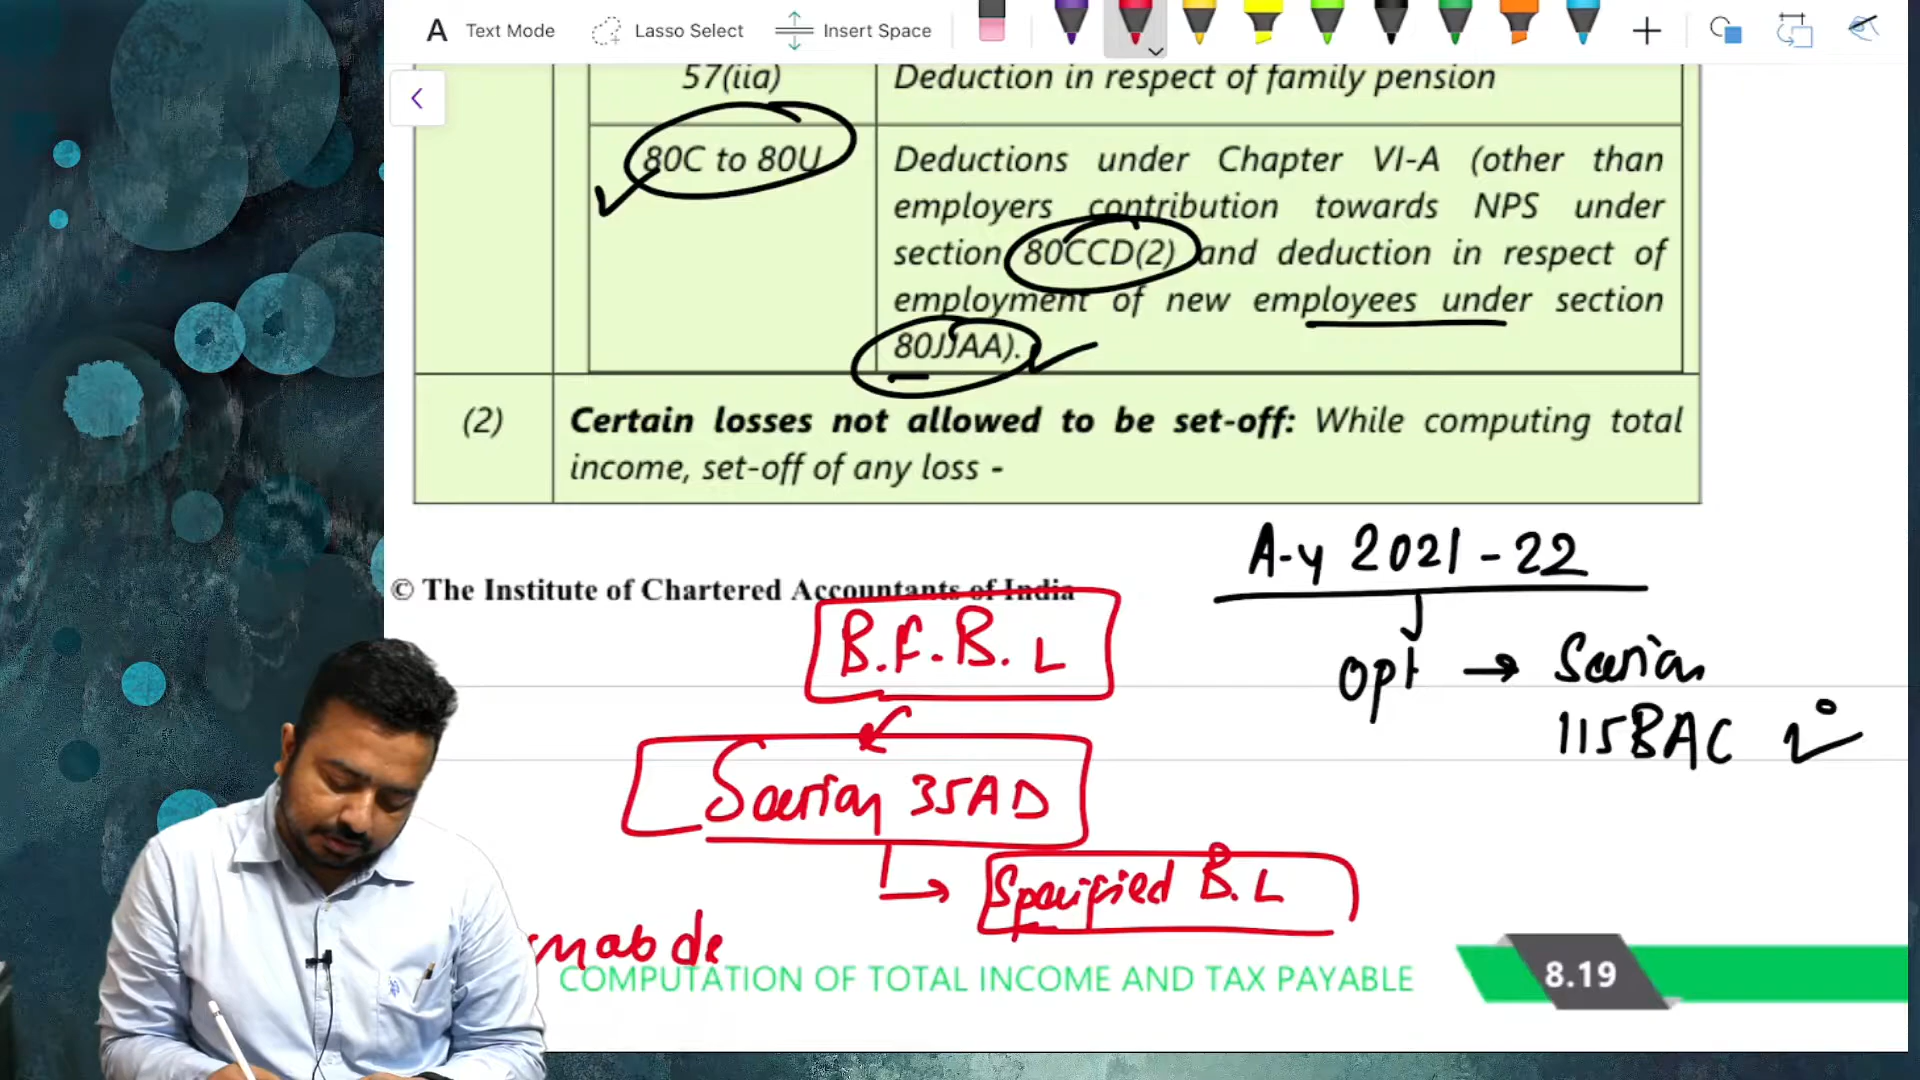 A Text Mode Lasso Select Insert Space
57(iia) Deduction in respect of family pension
80C to 80U Deductions under Chapter VI-A (other than
employers contribution towards NPS under
section 80CCD(2) and deduction in respect of
employment of new employees under section
80JJAA).
(2) Certain losses not allowed to be set-off: While computing total
income, set-off of any loss -
© The Institute of Chartered Accountants of India
A-y 2021-22
Opt → Section
115BAC
B.F.B.L
Section 35AD
Specified B.L
COMPUTATION OF TOTAL INCOME AND TAX PAYABLE 8.19